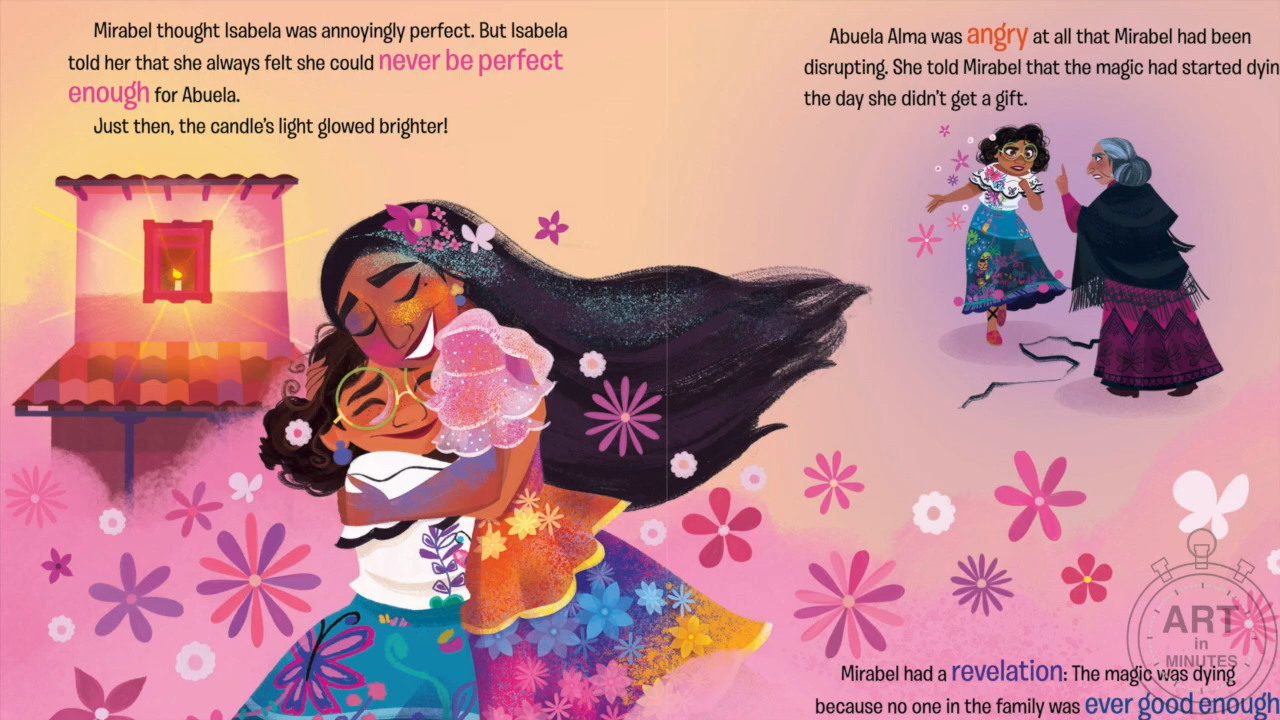 Mirabel thought Isabela was annoyingly perfect. But Isabela
told her that she always felt she could never be perfect
enough for Abuela.
Just then, the candle's light glowed brighter!
Abuela Alma was angry at all that Mirabel had been
disrupting. She told Mirabel that the magic had started dyin
the day she didn't get a gift.
Mirabel had a revelation: The magic was dying
because no one in the family was ever good enough
ART
in
MINUTES